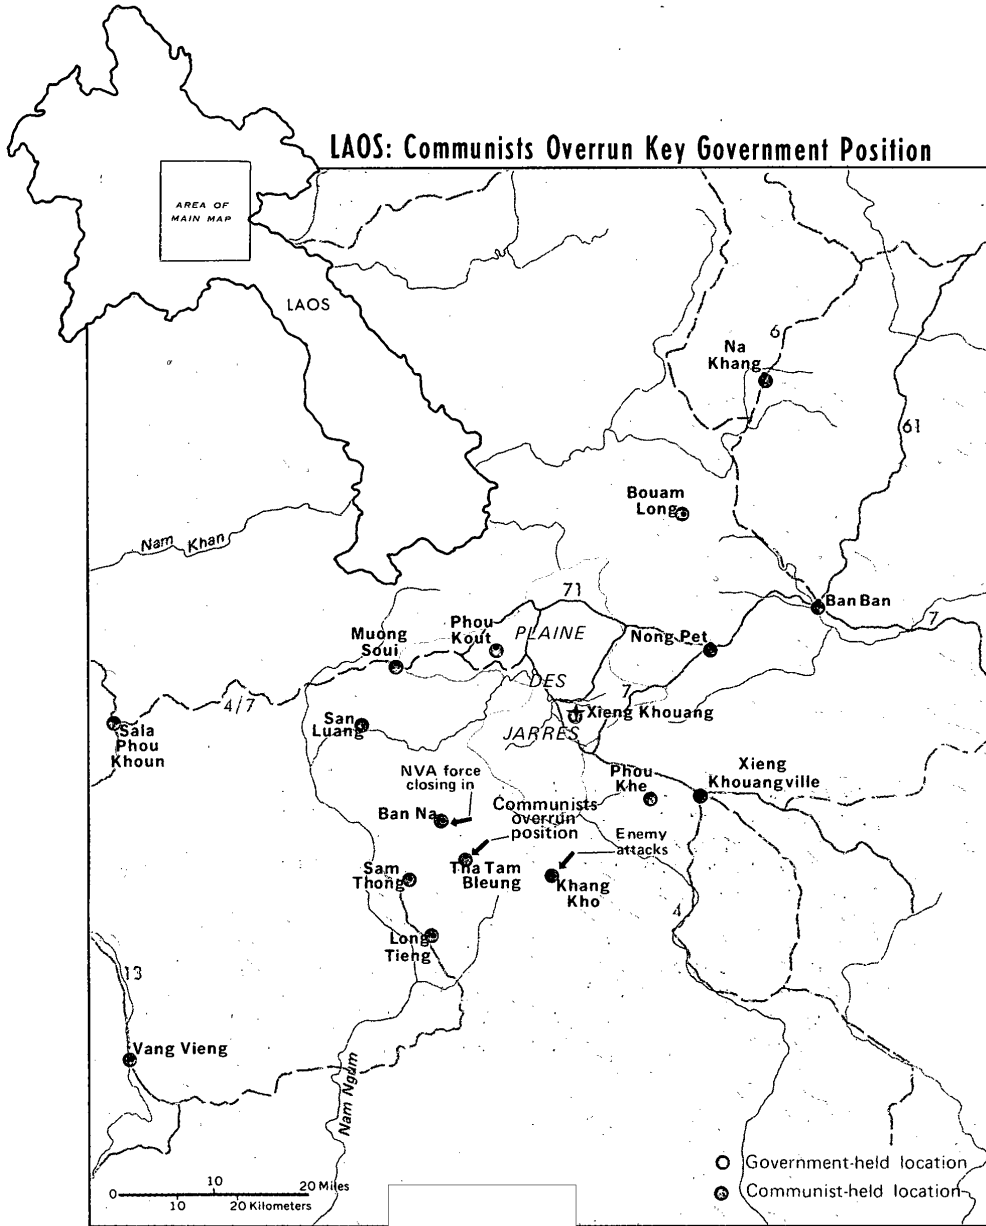 LAOS: Communists Overrun Key Government Position
AREA OF
MAIN MAP
LAOS
6
Na
Khang
61
Bouam
Long
Nam Khan
Ban Ban
71
7
Phou
Kout
PLAINE
Muong
Soui
Nong Pet
DES
7
4/7
Xieng Khouang
San
Luang
Sala
Phou
Khoun
JARRES
Xieng
Khouangville
Phou
Khe
NVA force
closing in
Communists
overrun
position
Ban Na
Enemy
attacks
Tha Tam
Bleung
Sam
Thong
Khang
Kho
4
Long
Tieng
13
Vang Vieng
Nam Ngum
Government-held location
Communist-held location
0 10 20 Miles
10 20 Kilometers